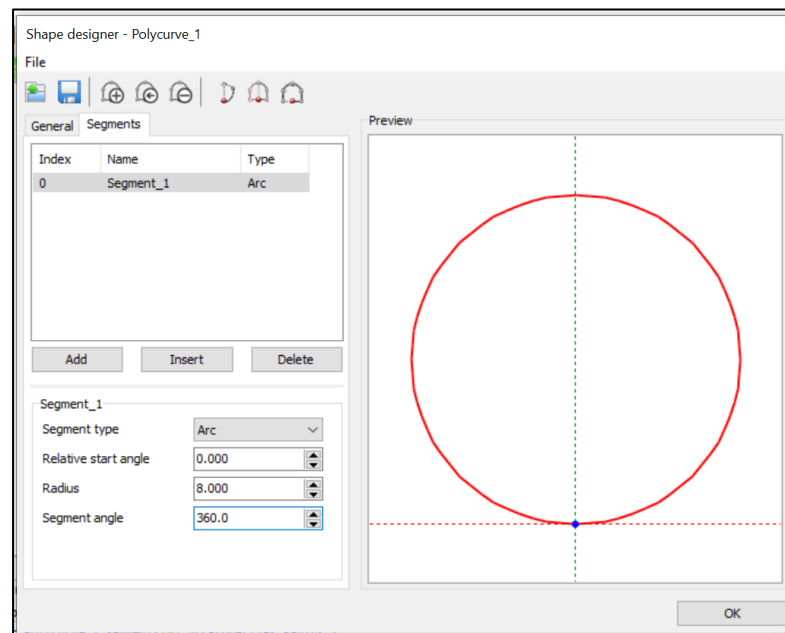 Shape designer - Polycurve_1
File
General Segments
Index Name Type
0 Segment_1 Arc
Add Insert Delete
Segment_1
Segment type Arc
Relative start angle 0.000
Radius 8.000
Segment angle 360.0
Preview
OK